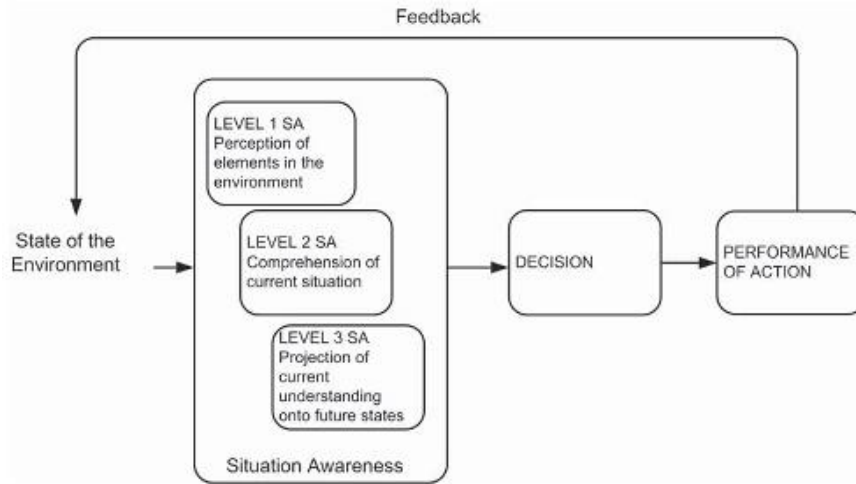 Feedback
LEVEL 1 SA
Perception of
elements in the
environment
State of the
Environment
LEVEL 2 SA
Comprehension of
current situation
LEVEL 3 SA
Projection of
current
understanding
onto future states
Situation Awareness
DECISION
PERFORMANCE
OF ACTION